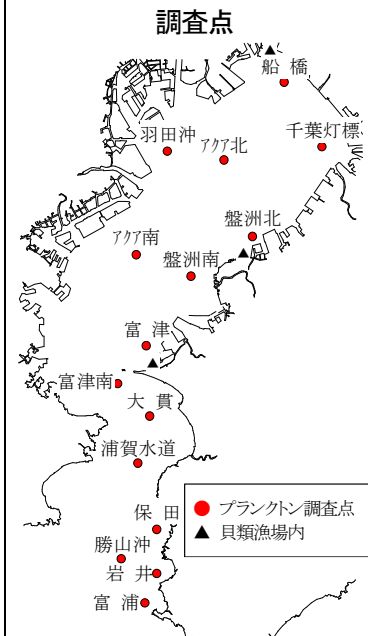 調査点
船 橋
千葉灯標
羽田沖
アクア北
盤洲北
アクア南
盤洲南
富 津
富津南
大 貫
浦賀水道
保 田
勝山沖
岩 井
富 浦
プランクトン調査点
貝類漁場内